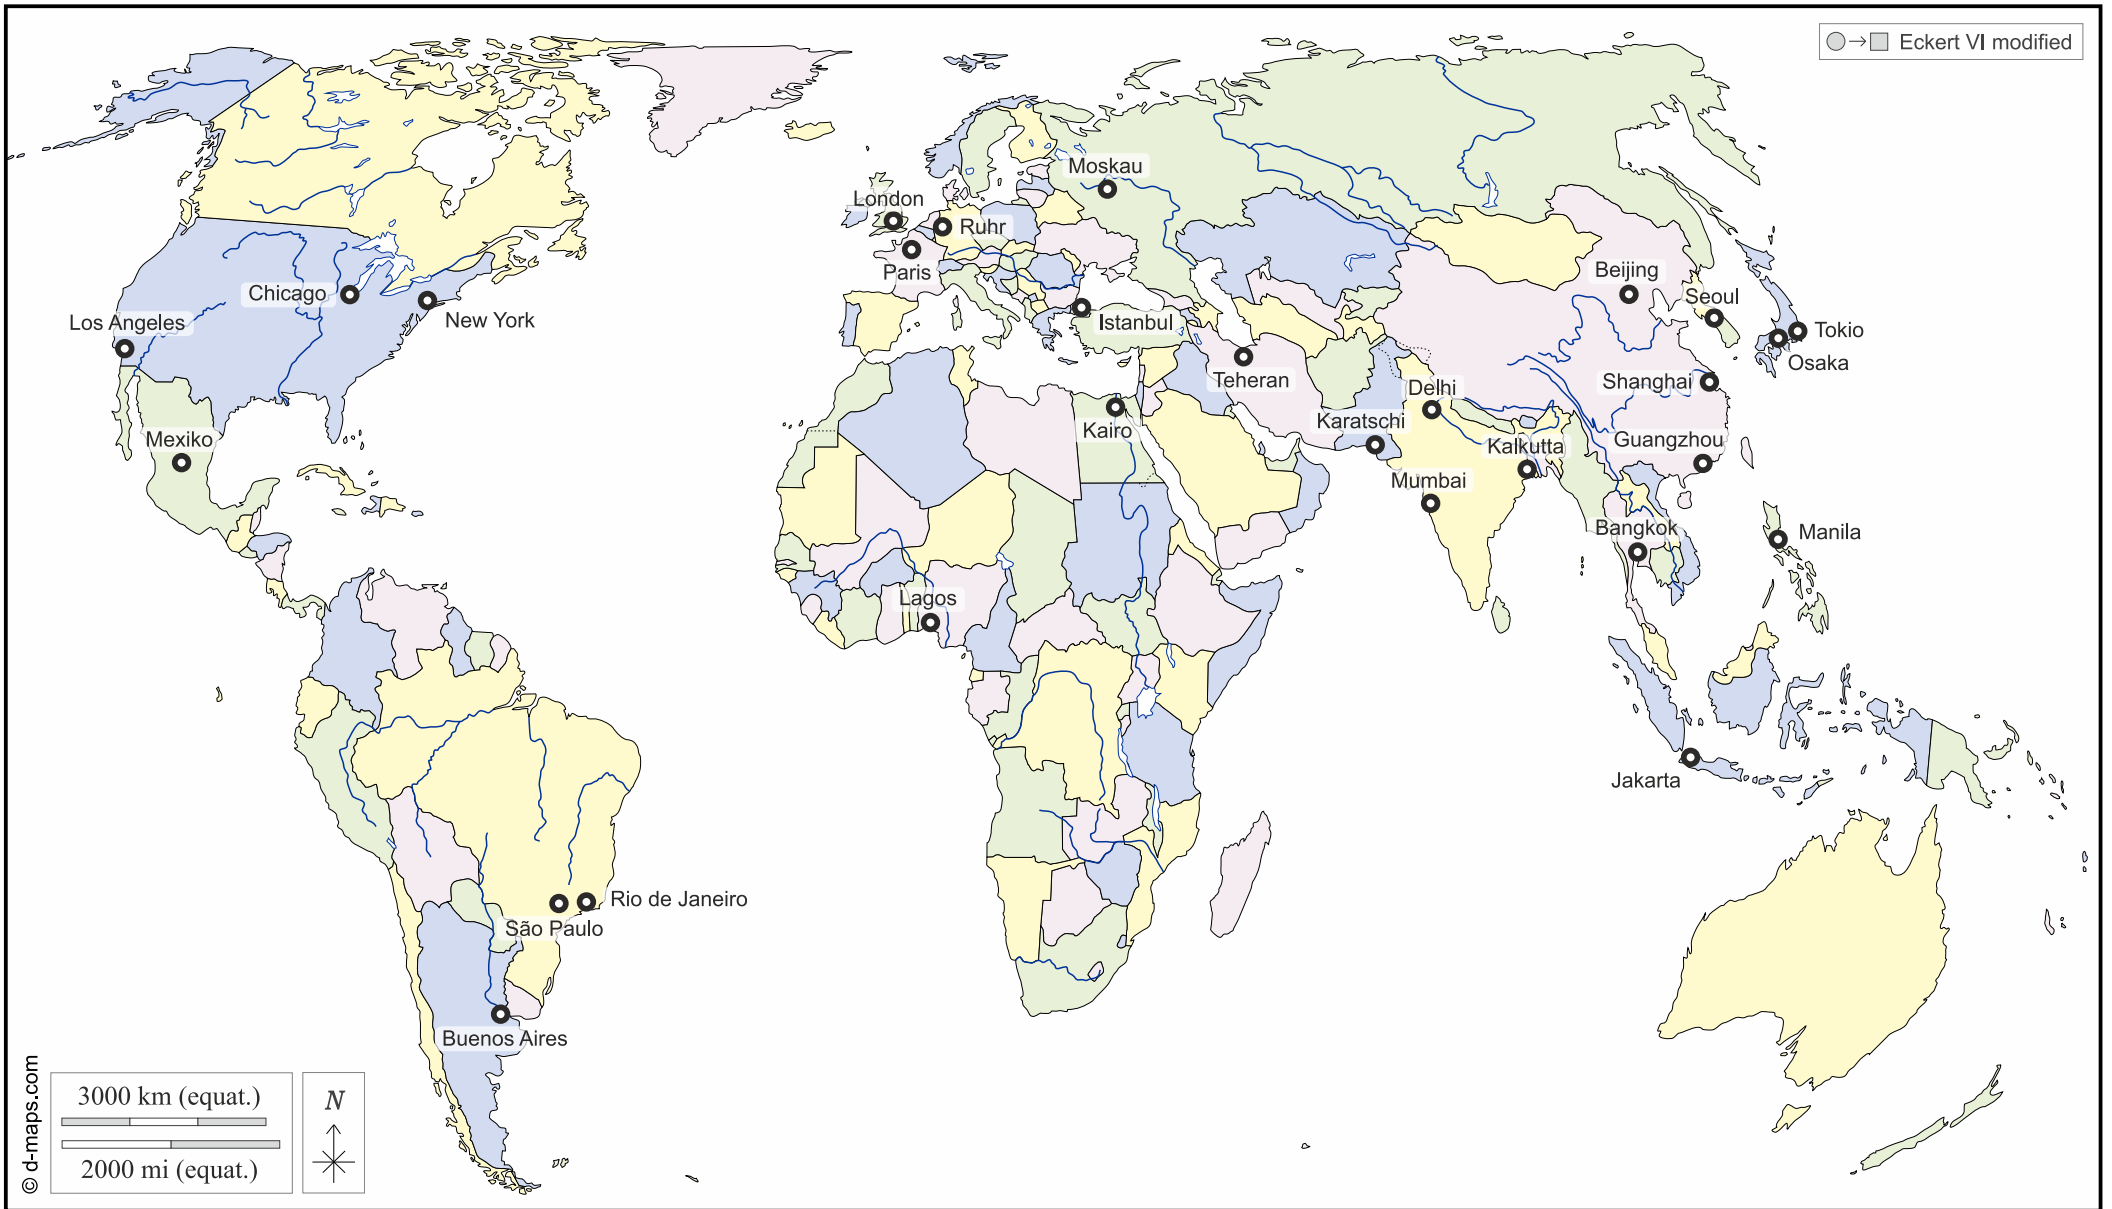 Eckert VI modified
Moskau
London
Ruhr
Paris
Beijing
Chicago
Seoul
New York
Los Angeles
Istanbul
Tokio
Osaka
Teheran
Shanghai
Delhi
Karatschi
Kairo
Mexiko
Guangzhou
Kalkutta
Mumbai
Bangkok
Manila
Lagos
Jakarta
Rio de Janeiro
São Paulo
Buenos Aires
© d-maps.com
3000 km (equat.)
2000 mi (equat.)
N